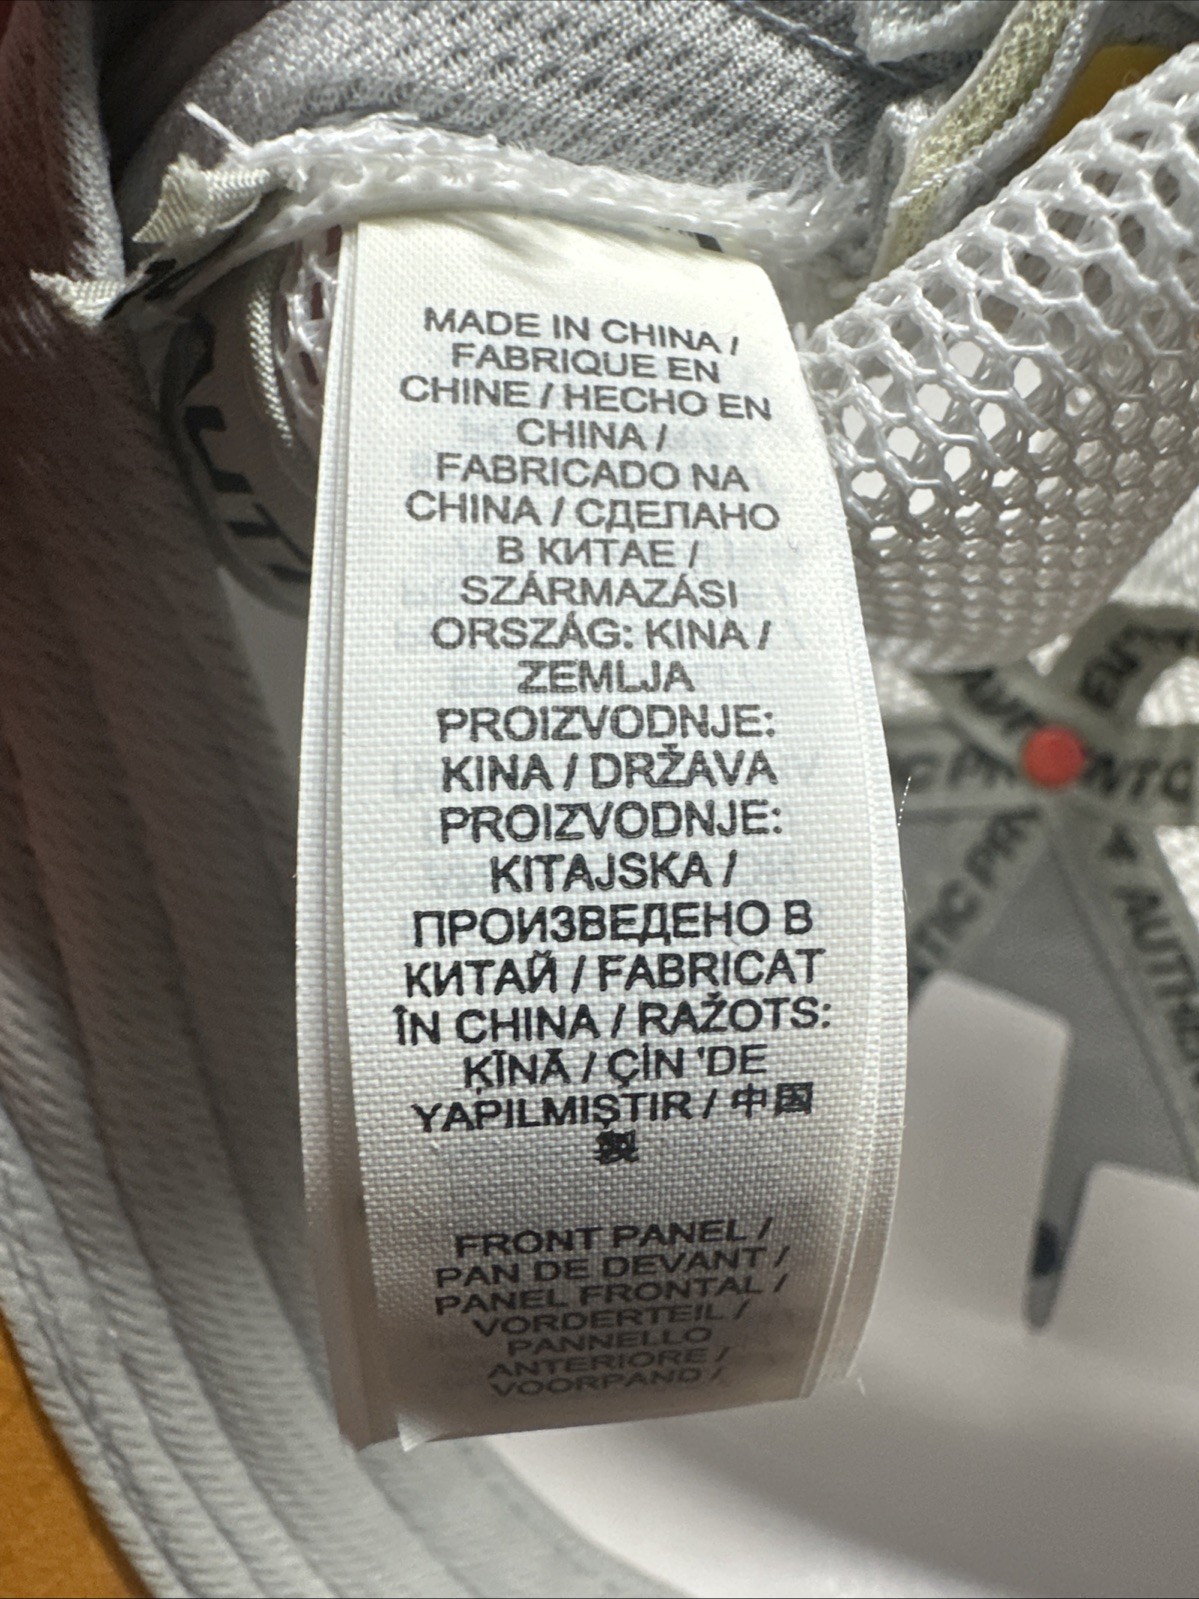 MADE IN CHINA /
FABRIQUE EN
CHINE / HECHO EN
CHINA /
FABRICADO NA
CHINA / СДЕЛАНО
В КИТАЕ /
SZÁRMAZÁSI
ORSZÁG: KINA /
ZEMLJA
PROIZVODNJE:
KINA / DRŽAVA
PROIZVODNJE:
KITAJSKA /
ПРОИЗВЕДЕНО В
КИТАЙ / FABRICAT
ÎN CHINA / RAŽOTS:
ĶĪNĀ / ÇİN 'DE
YAPILMIŞTIR / 中国
製
FRONT PANEL /
PAN DE DEVANT /
PANEL FRONTAL /
VORDERTEIL /
PANNELLO
ANTERIORE /
VOORPAND /